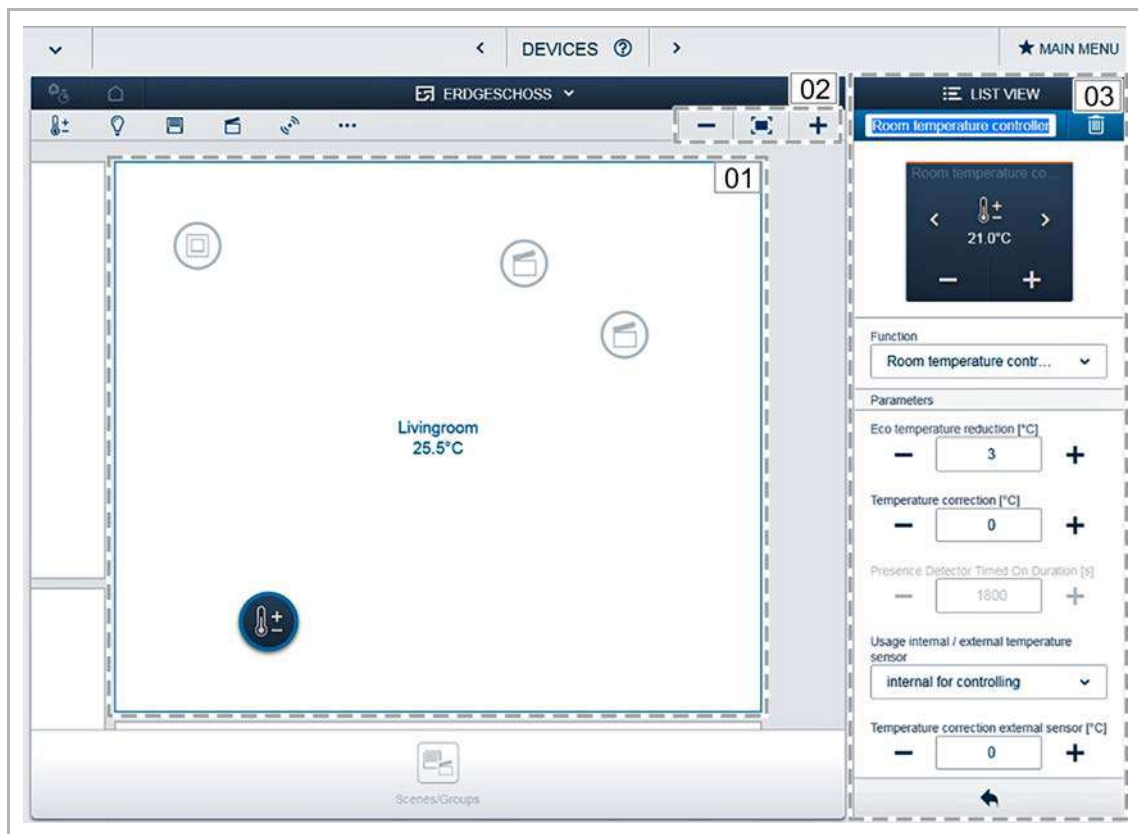 DEVICES
MAIN MENU
ERDGESCHOSS
02
01
Livingroom
25.5°C
Scenes/Groups
LIST VIEW
03
Room temperature controller
Room temperature co...
21.0°C
Function
Room temperature contr...
Parameters
Eco temperature reduction [°C]
3
Temperature correction [°C]
0
Presence Detector Timed On Duration [s]
1800
Usage internal / external temperature
sensor
internal for controlling
Temperature correction external sensor [°C]
0